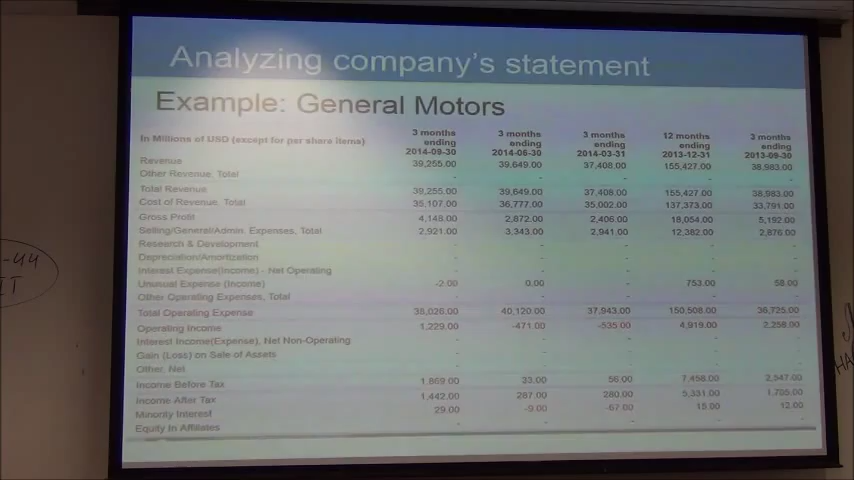 Analyzing company's statement
Example: General Motors
In Millions of USD (except for per share items) 3 months ending 2014-09-30 3 months ending 2014-06-30 3 months ending 2014-03-31 12 months ending 2013-12-31 3 months ending 2013-09-30
Revenue 39,255.00 39,649.00 37,408.00 155,427.00 38,983.00
Other Revenue, Total - - - - -
Total Revenue 39,255.00 39,649.00 37,408.00 155,427.00 38,983.00
Cost of Revenue, Total 35,107.00 36,777.00 35,002.00 137,373.00 33,791.00
Gross Profit 4,148.00 2,872.00 2,406.00 18,054.00 5,192.00
Selling/General/Admin. Expenses, Total 2,921.00 3,343.00 2,941.00 12,382.00 2,876.00
Research & Development - - - - -
Depreciation/Amortization - - - - -
Interest Expense(Income) - Net Operating - - - - -
Unusual Expense (Income) -2.00 0.00 - 753.00 58.00
Other Operating Expenses, Total - - - - -
Total Operating Expense 38,026.00 40,120.00 37,943.00 150,508.00 36,725.00
Operating Income 1,229.00 -471.00 -535.00 4,919.00 2,258.00
Interest Income(Expense), Net Non-Operating - - - - -
Gain (Loss) on Sale of Assets - - - - -
Other, Net - - - - -
Income Before Tax 1,869.00 33.00 56.00 7,458.00 2,547.00
Income After Tax 1,442.00 287.00 280.00 5,331.00 1,705.00
Minority Interest 29.00 -9.00 -67.00 15.00 12.00
Equity In Affiliates - - - - -